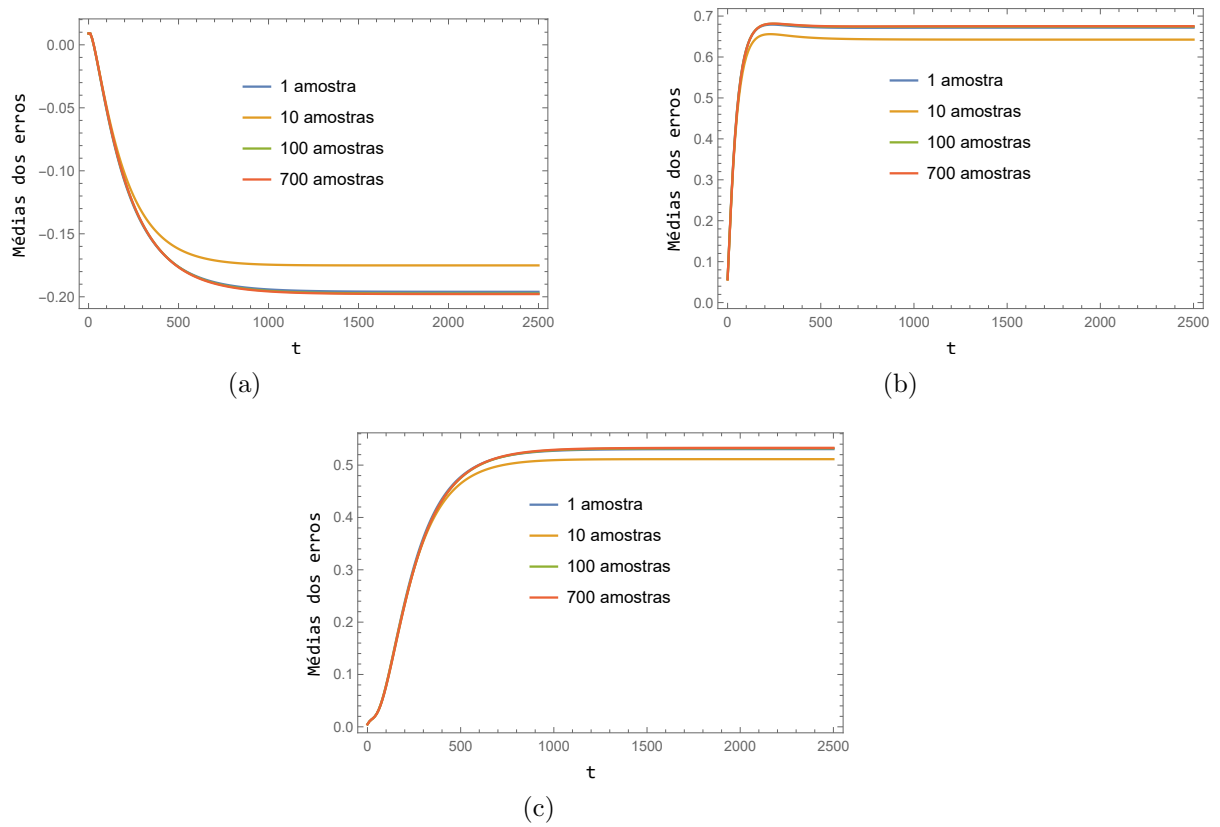 0.00
-0.05
-0.10
-0.15
-0.20
Médias dos erros
1 amostra
10 amostras
100 amostras
700 amostras
0 500 1000 1500 2000 2500
t
(a)
0.7
0.6
0.5
0.4
0.3
0.2
0.1
0.0
Médias dos erros
1 amostra
10 amostras
100 amostras
700 amostras
0 500 1000 1500 2000 2500
t
(b)
0.5
0.4
0.3
0.2
0.1
0.0
Médias dos erros
1 amostra
10 amostras
100 amostras
700 amostras
0 500 1000 1500 2000 2500
t
(c)